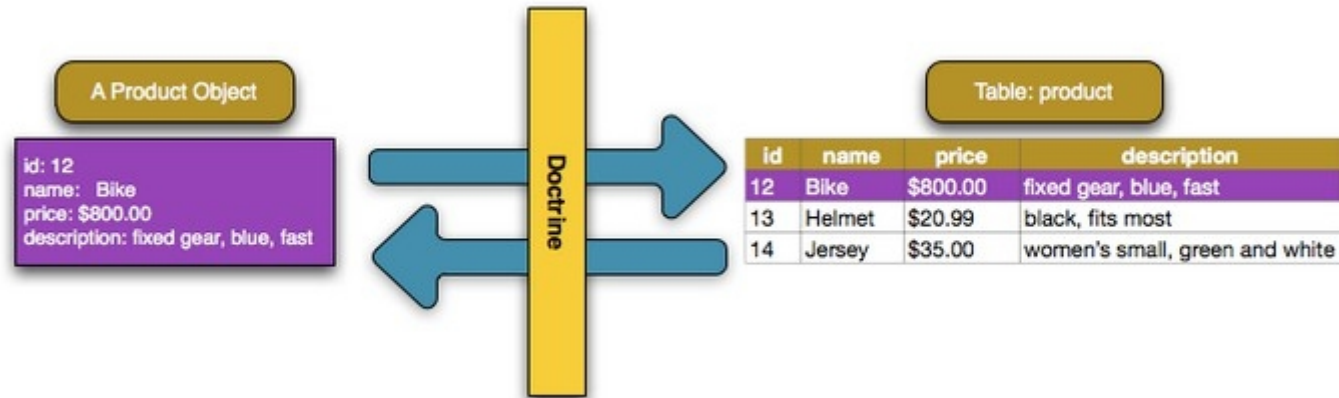 A Product Object
id: 12
name: Bike
price: $800.00
description: fixed gear, blue, fast
Doctrine
Table: product
id name price description
12 Bike $800.00 fixed gear, blue, fast
13 Helmet $20.99 black, fits most
14 Jersey $35.00 women's small, green and white